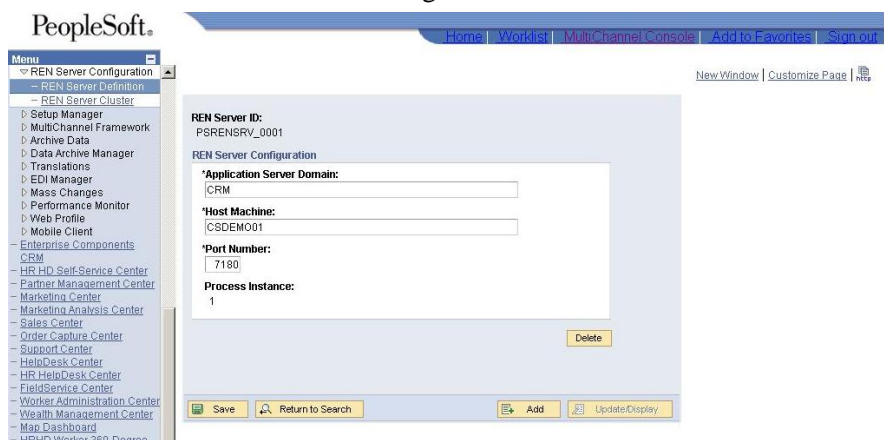 PeopleSoft.
Home | Worklist | MultiChannel Console | Add to Favorites | Sign out
Menu
REN Server Configuration
– REN Server Definition
– REN Server Cluster
Setup Manager
MultiChannel Framework
Archive Data
Data Archive Manager
Translations
EDI Manager
Mass Changes
Performance Monitor
Web Profile
Mobile Client
– Enterprise Components
CRM
– HR HD Self-Service Center
– Partner Management Center
– Marketing Center
– Marketing Analysis Center
– Sales Center
– Order Capture Center
– Support Center
– HelpDesk Center
– HR HelpDesk Center
– FieldService Center
– Worker Administration Center
– Wealth Management Center
– Map Dashboard
– HRHD Worker 360-Degree
New Window | Customize Page | http
REN Server ID:
PSRENSRV_0001
REN Server Configuration
*Application Server Domain:
CRM
*Host Machine:
CSDEMO01
*Port Number:
7180
Process Instance:
1
Delete
Save Return to Search Add Update/Display